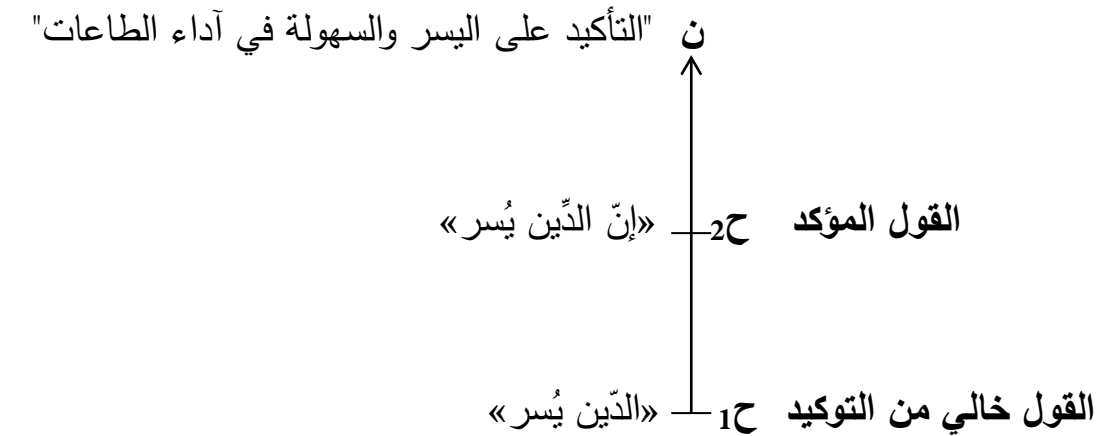 ن "التأكيد على اليسر والسهولة في آداء الطاعات"
القول المؤكد ح2 «إنّ الدِّين يُسر»
القول خالي من التوكيد ح1 «الدّين يُسر»